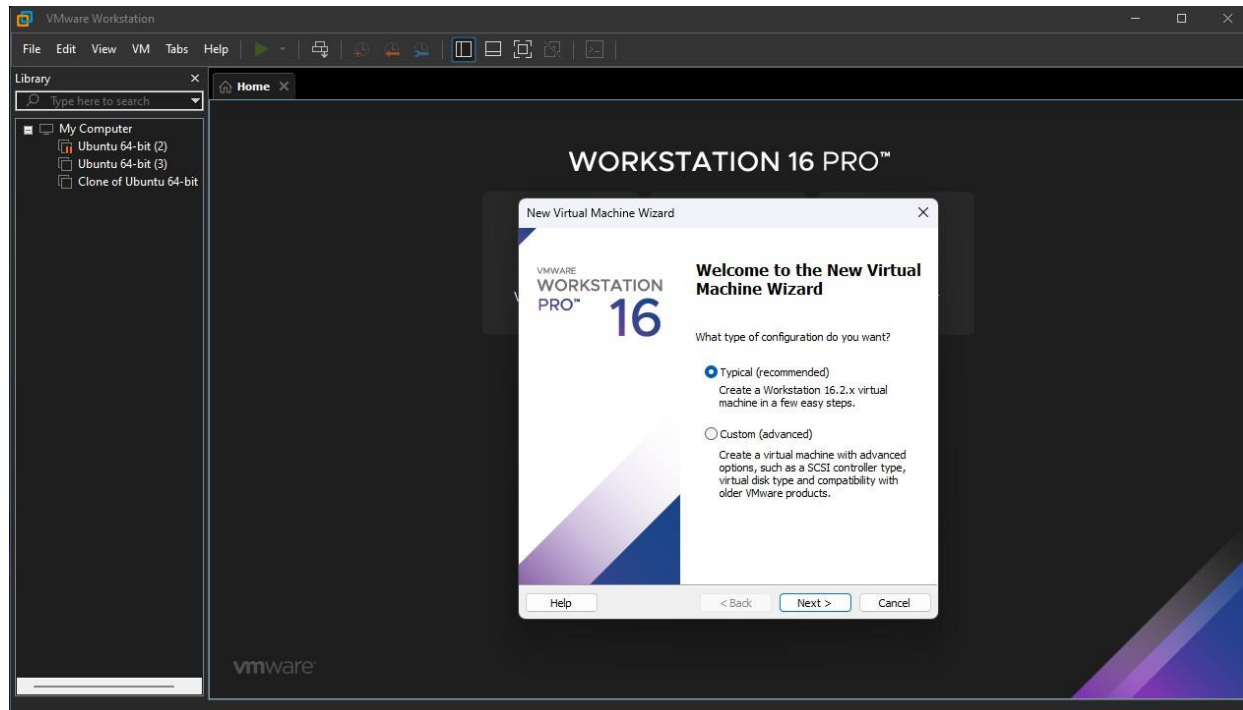 VMware Workstation
File Edit View VM Tabs Help
Library
Home
Type here to search
My Computer
Ubuntu 64-bit (2)
Ubuntu 64-bit (3)
Clone of Ubuntu 64-bit
WORKSTATION 16 PRO™
New Virtual Machine Wizard
VMWARE
WORKSTATION
PRO™ 16
Welcome to the New Virtual
Machine Wizard
What type of configuration do you want?
Typical (recommended)
Create a Workstation 16.2.x virtual
machine in a few easy steps.
Custom (advanced)
Create a virtual machine with advanced
options, such as a SCSI controller type,
virtual disk type and compatibility with
older VMware products.
Help < Back Next > Cancel
vmware